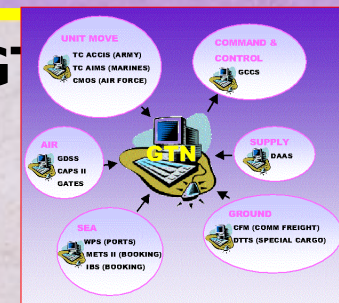 UNIT MOVE
TC ACCIS (ARMY)
TC AIMS (MARINES)
CMOS (AIR FORCE)
COMMAND &
CONTROL
GCCS
GTN
AIR
GDSS
CAPS II
GATES
SUPPLY
DAAS
SEA
WPS (PORTS)
METS II (BOOKING)
IBS (BOOKING)
GROUND
CFM (COMM FREIGHT)
DTTS (SPECIAL CARGO)